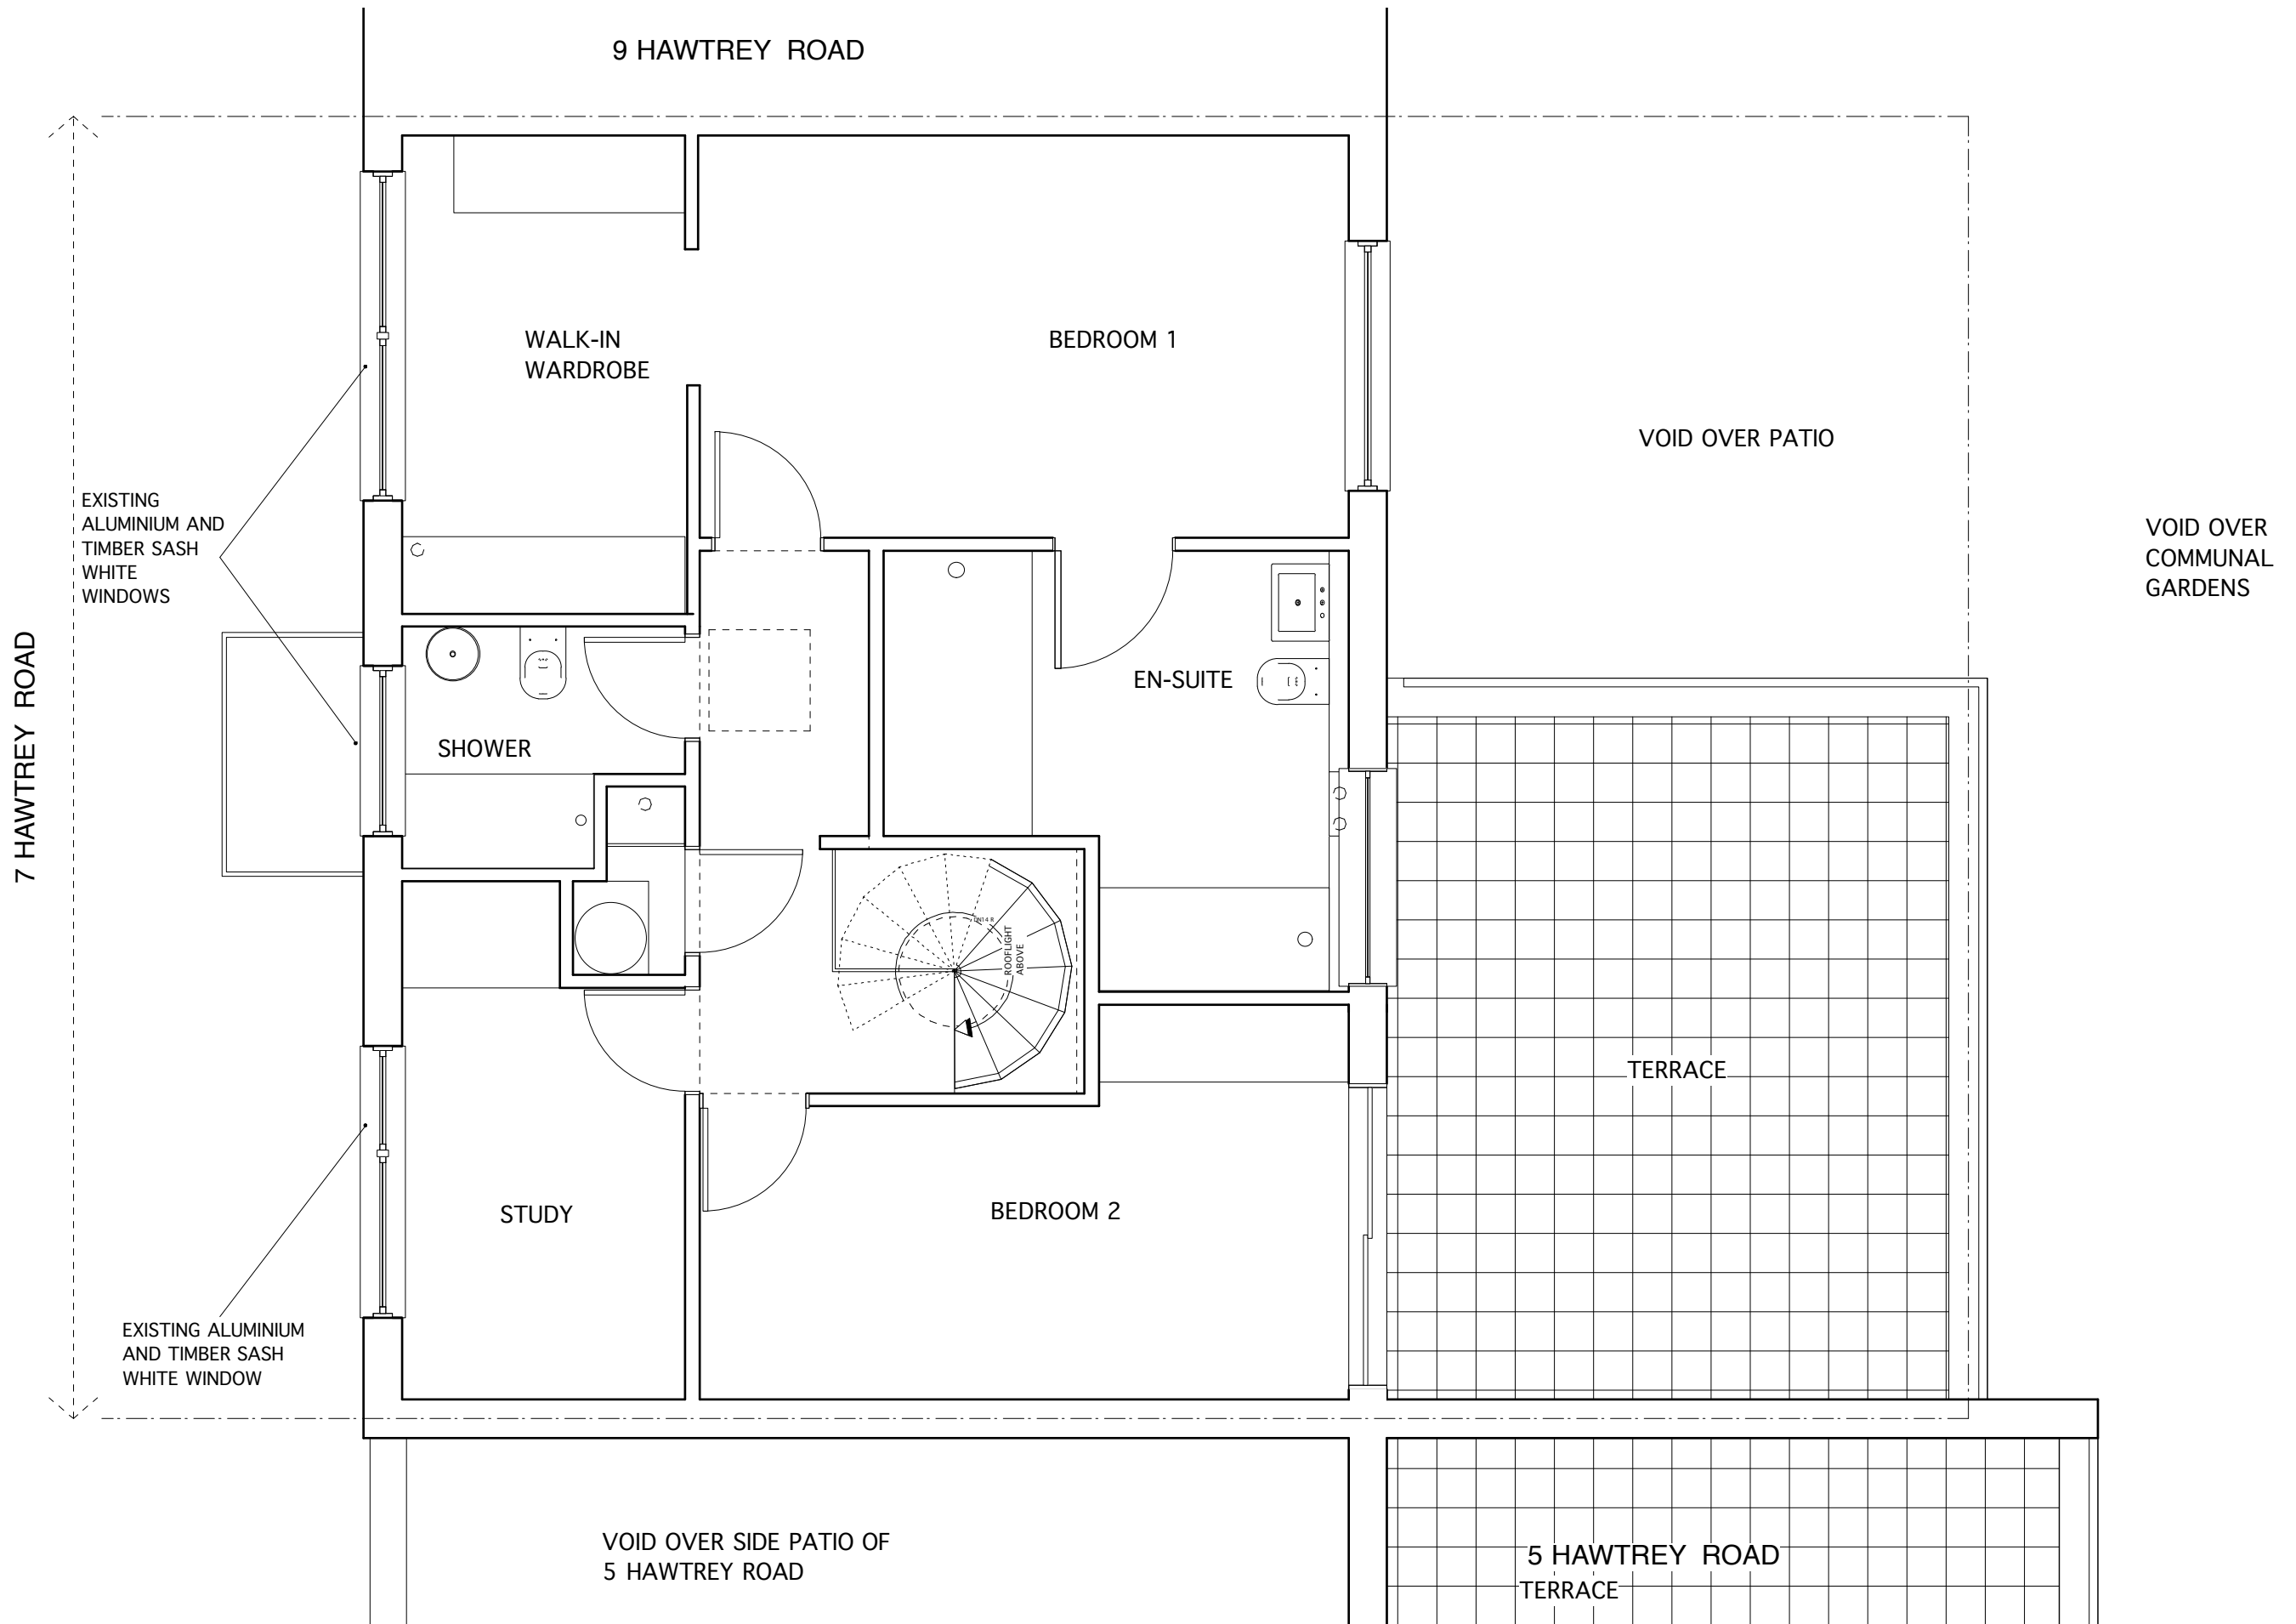 9 HAWTREY ROAD
WALK-IN
WARDROBE
BEDROOM 1
VOID OVER PATIO
EXISTING
ALUMINIUM AND
TIMBER SASH
WHITE
WINDOWS
VOID OVER
COMMUNAL
GARDENS
7 HAWTREY ROAD
EN-SUITE
SHOWER
ROOFLIGHT
ABOVE
TERRACE
STUDY
BEDROOM 2
EXISTING ALUMINIUM
AND TIMBER SASH
WHITE WINDOW
VOID OVER SIDE PATIO OF
5 HAWTREY ROAD
5 HAWTREY ROAD
TERRACE